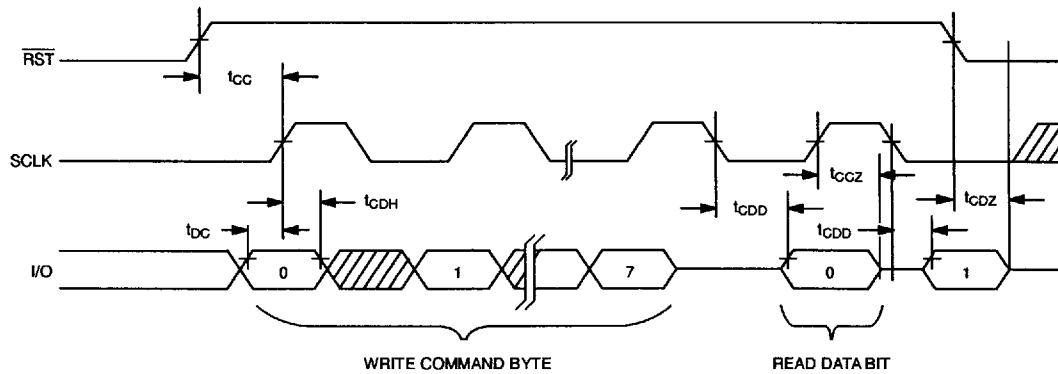 RST
tCC
SCLK
tCCZ
tCDH
tCDD
tCDZ
tDC
tCDD
I/O
0
1
7
0
1
WRITE COMMAND BYTE
READ DATA BIT